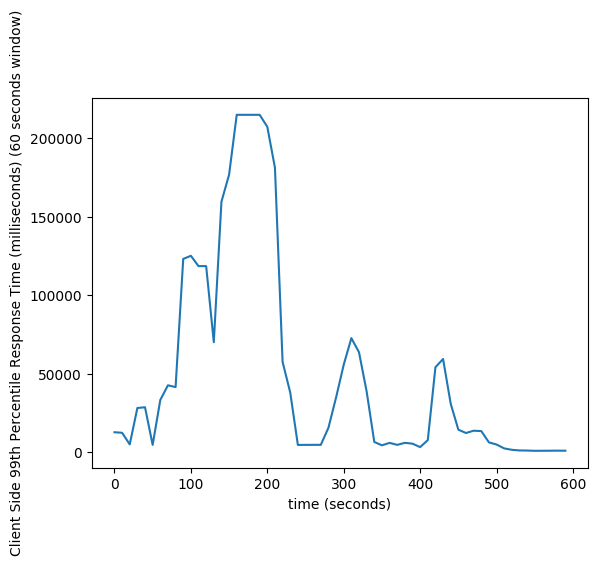 Client Side 99th Percentile Response Time (milliseconds) (60 seconds window)
200000
150000
100000
50000
0
0 100 200 300 400 500 600
time (seconds)